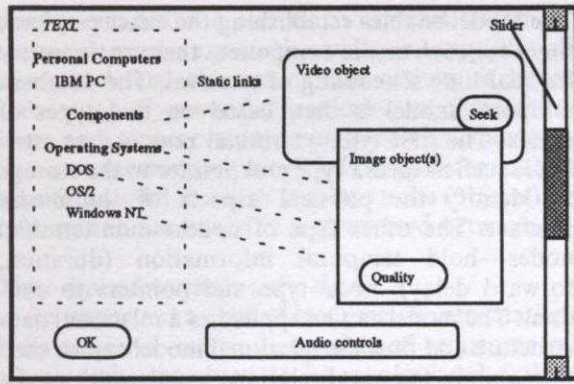 TEXT
Slider
Personal Computers
Video object
IBM PC
Static links
Components
Seek
Operating Systems
Image object(s)
DOS
OS/2
Windows NT
Quality
OK
Audio controls